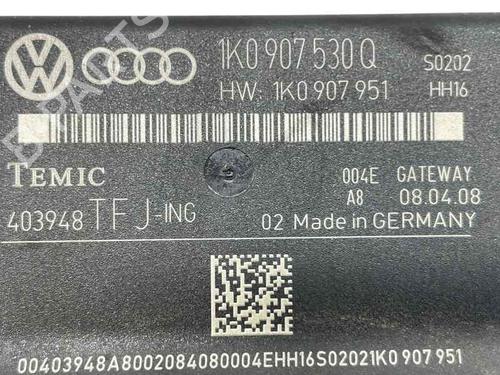 1K0 907 530 Q S0202
HW: 1K0 907 951 HH16
TEMIC 004E GATEWAY
A8 08.04.08
403948 TFJ-ING 02 Made in GERMANY
00403948A8002084080004EHH16S02021K0 907 951
B-PARTS